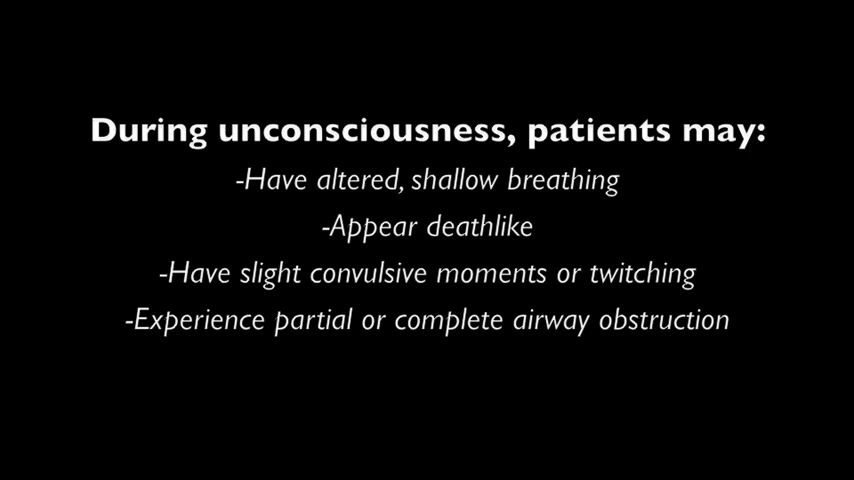 During unconsciousness, patients may:
-Have altered, shallow breathing
-Appear deathlike
-Have slight convulsive moments or twitching
-Experience partial or complete airway obstruction